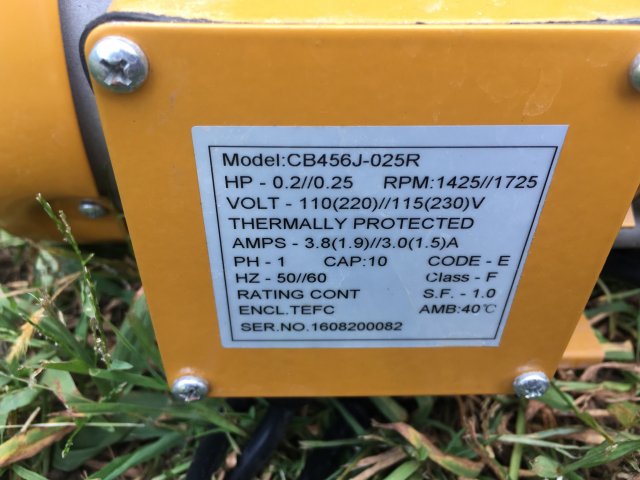 Model:CB456J-025R
HP - 0.2//0.25 RPM:1425//1725
VOLT - 110(220)//115(230)V
THERMALLY PROTECTED
AMPS - 3.8(1.9)//3.0(1.5)A
PH - 1 CAP:10 CODE - E
HZ - 50//60 Class - F
RATING CONT S.F. - 1.0
ENCL.TEFC AMB:40℃
SER.NO.1608200082